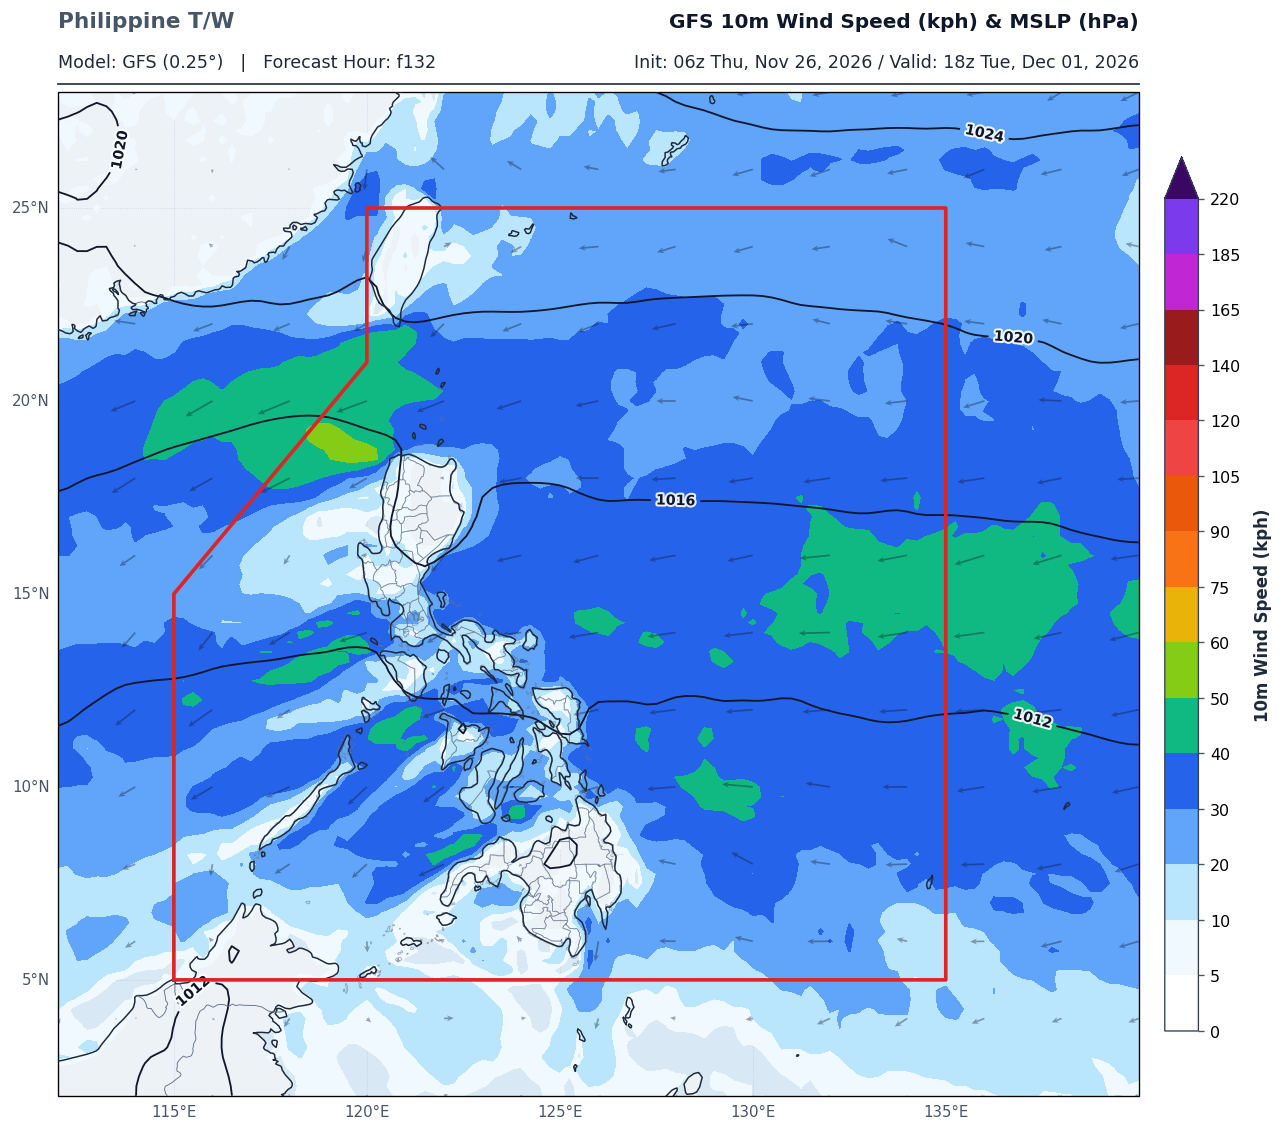 Philippine T/W
GFS 10m Wind Speed (kph) & MSLP (hPa)
Model: GFS (0.25°)   |   Forecast Hour: f132
Init: 06z Thu, Nov 26, 2026 / Valid: 18z Tue, Dec 01, 2026
1020
1024
1020
1016
1012
1012
25°N
20°N
15°N
10°N
5°N
115°E
120°E
125°E
130°E
135°E
220
185
165
140
120
105
90
75
60
50
40
30
20
10
5
0
10m Wind Speed (kph)